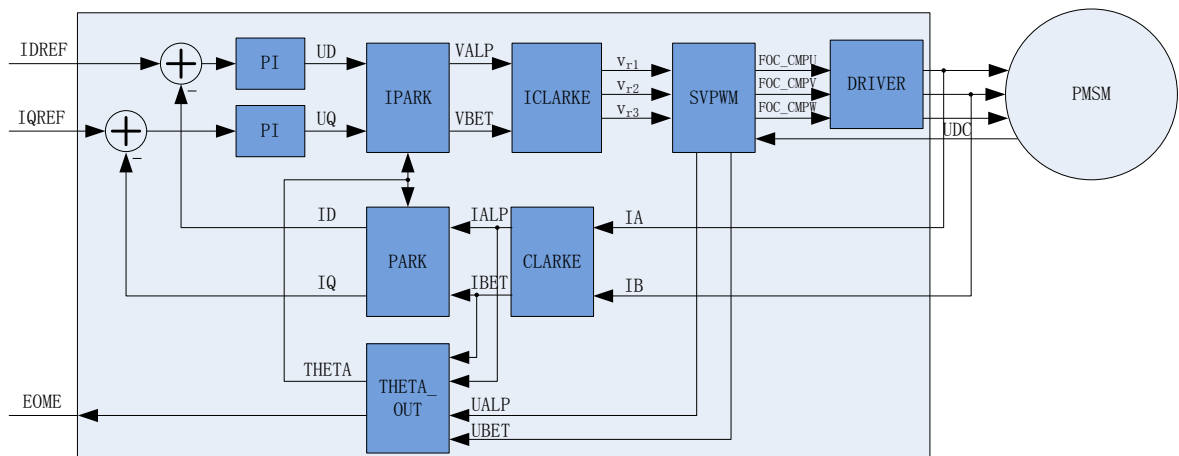 IDREF
IQREF
EOME
PI
PI
UD
UQ
IPARK
VALP
VBET
ICLARKE
Vr1
Vr2
Vr3
SVPWM
FOC_CMPU
FOC_CMPV
FOC_CMPW
DRIVER
UDC
PMSM
ID
IQ
PARK
IALP
IBET
CLARKE
IA
IB
THETA
THETA_
OUT
UALP
UBET